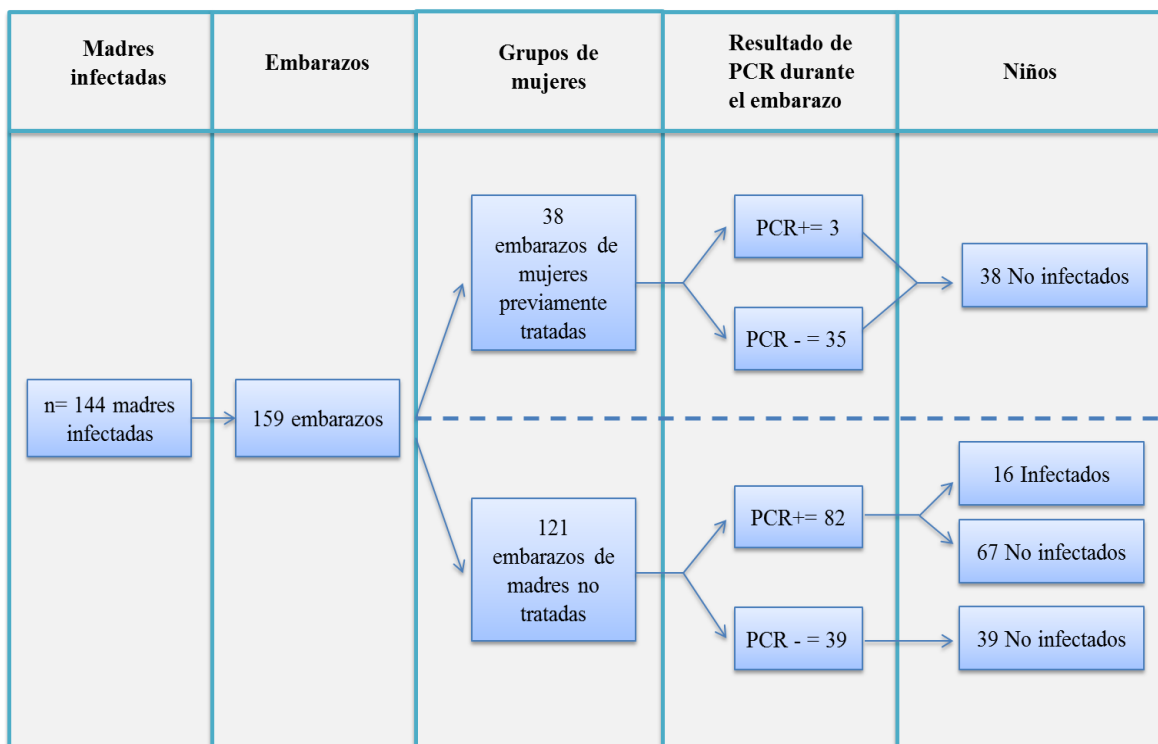 Madres
infectadas
Embarazos
Grupos de
mujeres
Resultado de
PCR durante
el embarazo
Niños
n= 144 madres
infectadas
159 embarazos
38
embarazos de
mujeres
previamente
tratadas
PCR+= 3
PCR - = 35
38 No infectados
121
embarazos de
madres no
tratadas
PCR+= 82
PCR - = 39
16 Infectados
67 No infectados
39 No infectados